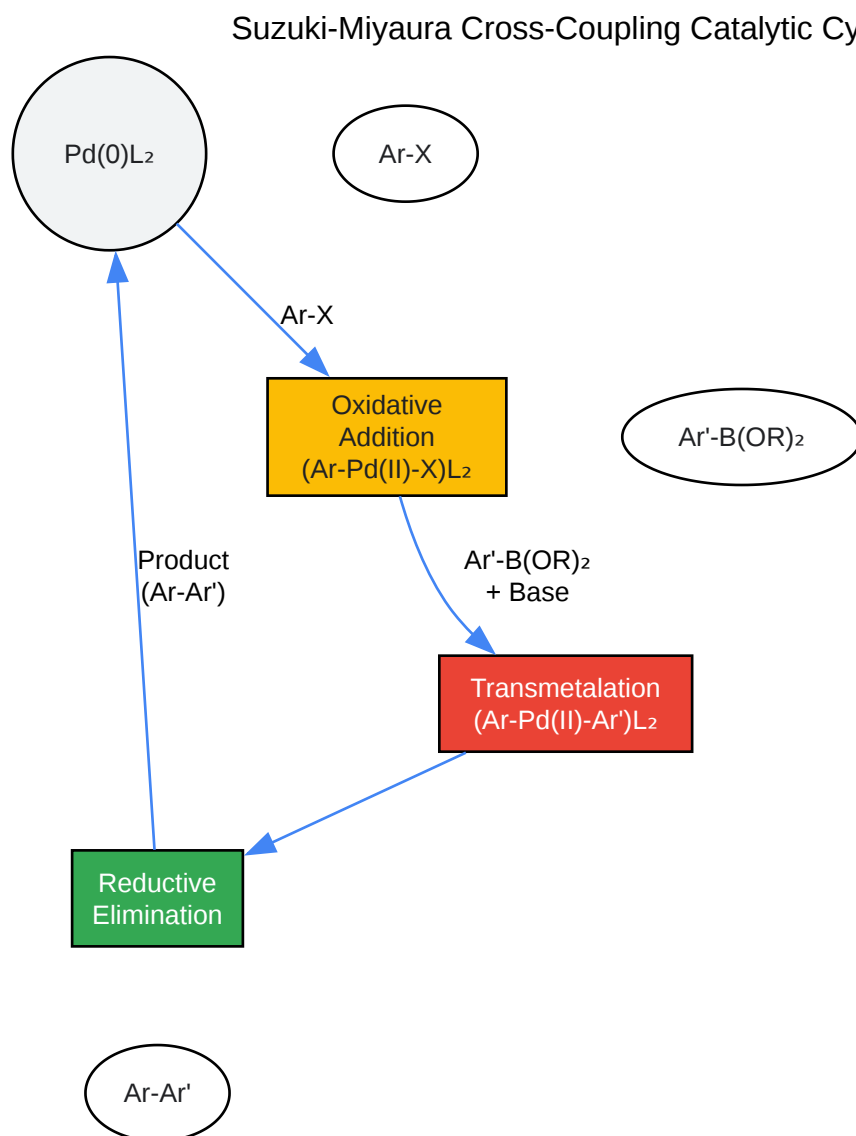 Suzuki-Miyaura Cross-Coupling Catalytic Cy
Pd(0)L₂
Ar-X
Ar-X
Oxidative
Addition
(Ar-Pd(II)-X)L₂
Ar'-B(OR)₂
Product
(Ar-Ar')
Ar'-B(OR)₂
+ Base
Transmetalation
(Ar-Pd(II)-Ar')L₂
Reductive
Elimination
Ar-Ar'